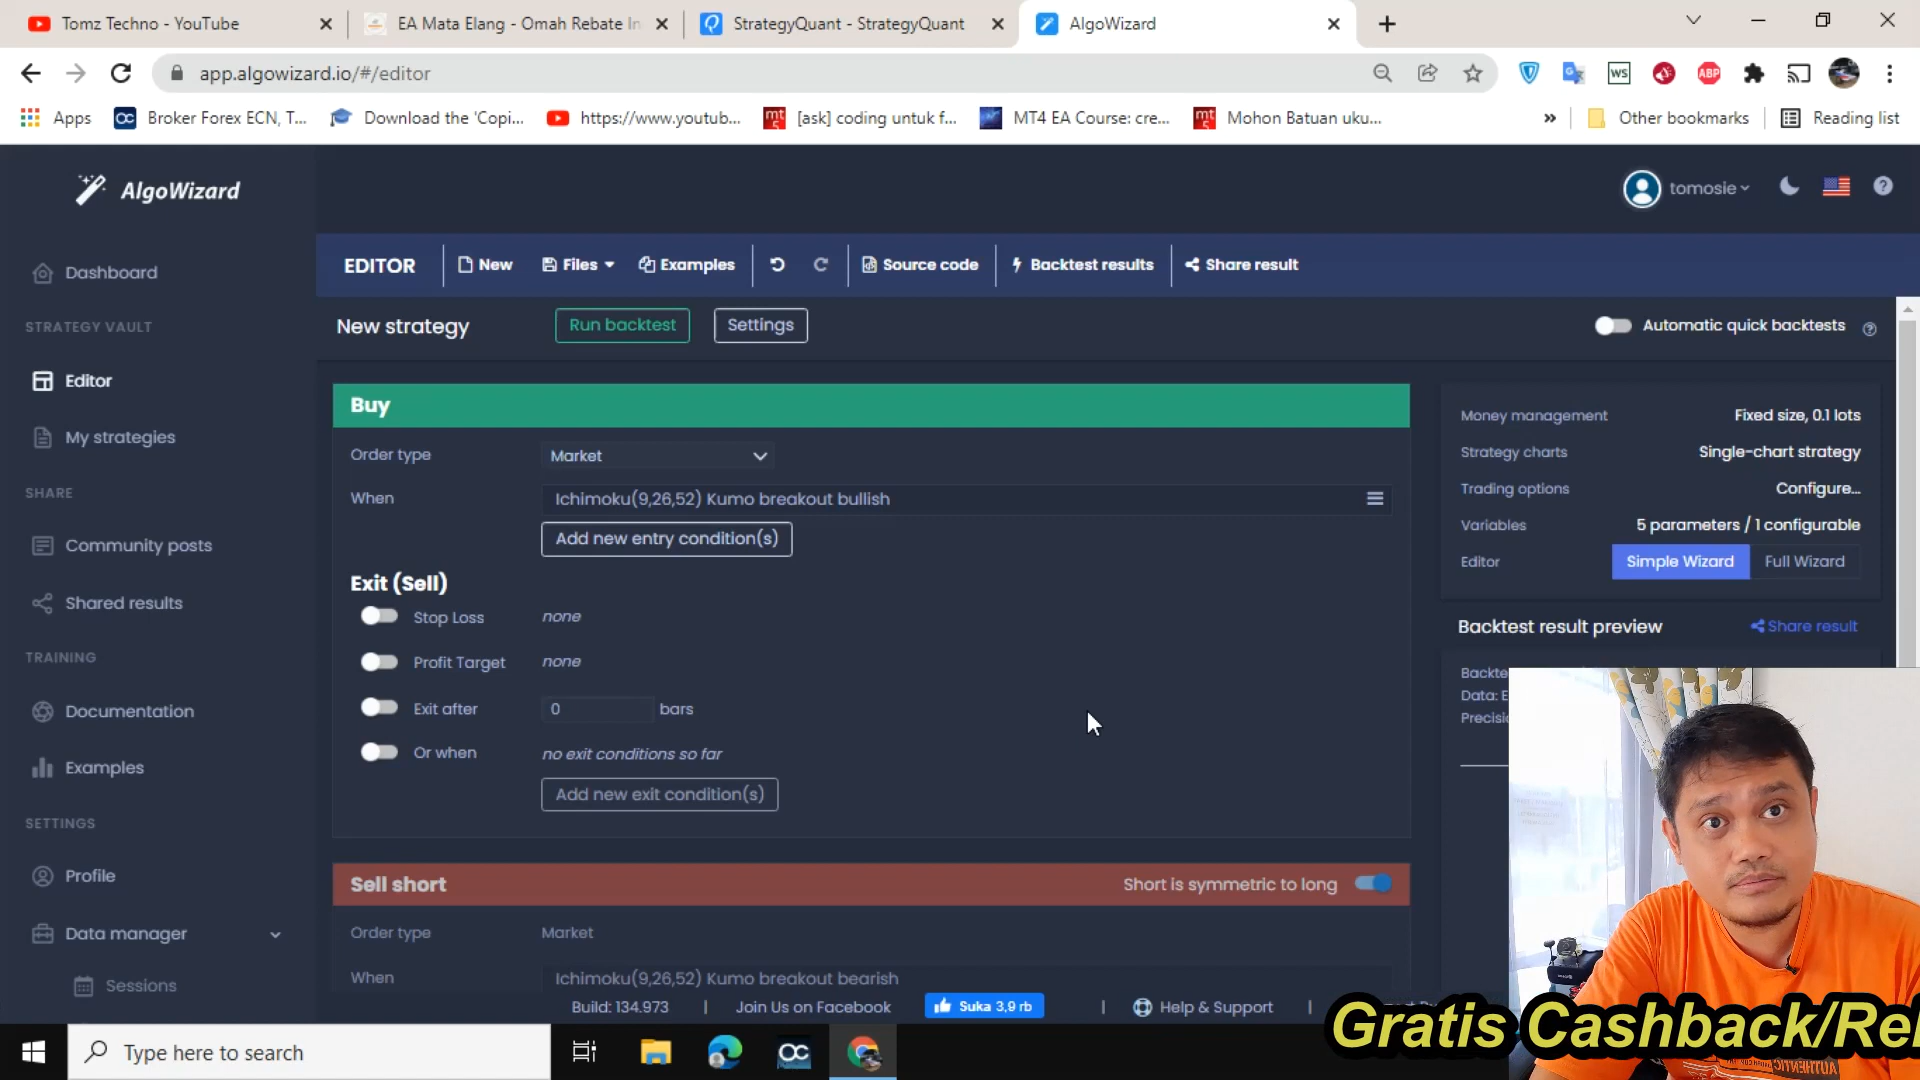 Tomz Techno - YouTube
EA Mata Elang - Omah Rebate In
StrategyQuant - StrategyQuant
AlgoWizard
app.algowizard.io/#/editor
WS
ABP
Apps
Broker Forex ECN, T...
Download the 'Copi...
https://www.youtub...
[ask] coding untuk f...
MT4 EA Course: cre...
Mohon Batuan uku...
»
Other bookmarks
Reading list
AlgoWizard
tomosie
Dashboard
STRATEGY VAULT
Editor
My strategies
SHARE
Community posts
Shared results
TRAINING
Documentation
Examples
SETTINGS
Profile
Data manager
Sessions
EDITOR
New
Files
Examples
Source code
Backtest results
Share result
New strategy
Run backtest
Settings
Automatic quick backtests
Buy
Order type
Market
When
Ichimoku(9,26,52) Kumo breakout bullish
Add new entry condition(s)
Exit (Sell)
Stop Loss
none
Profit Target
none
Exit after
0
bars
Or when
no exit conditions so far
Add new exit condition(s)
Sell short
Short is symmetric to long
Order type
Market
When
Ichimoku(9,26,52) Kumo breakout bearish
Money management
Fixed size, 0.1 lots
Strategy charts
Single-chart strategy
Trading options
Configure...
Variables
5 parameters / 1 configurable
Editor
Simple Wizard
Full Wizard
Backtest result preview
Share result
Backte
Data: E
Precisi
Build: 134.973
Join Us on Facebook
Suka 3,9 rb
Help & Support
Gratis Cashback/Rel
Type here to search